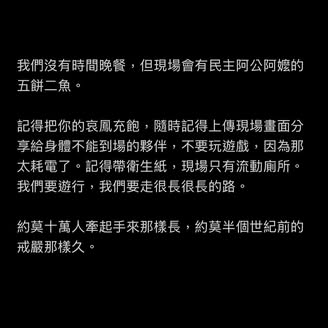 我們沒有時間晚餐，但現場會有民主阿公阿嬤的
五餅二魚。
記得把你的哀鳳充飽，隨時記得上傳現場畫面分
享給身體不能到場的夥伴，不要玩遊戲，因為那
太耗電了。記得帶衛生紙，現場只有流動廁所。
我們要遊行，我們要走很長很長的路。
約莫十萬人牽起手來那樣長，約莫半個世紀前的
戒嚴那樣久。